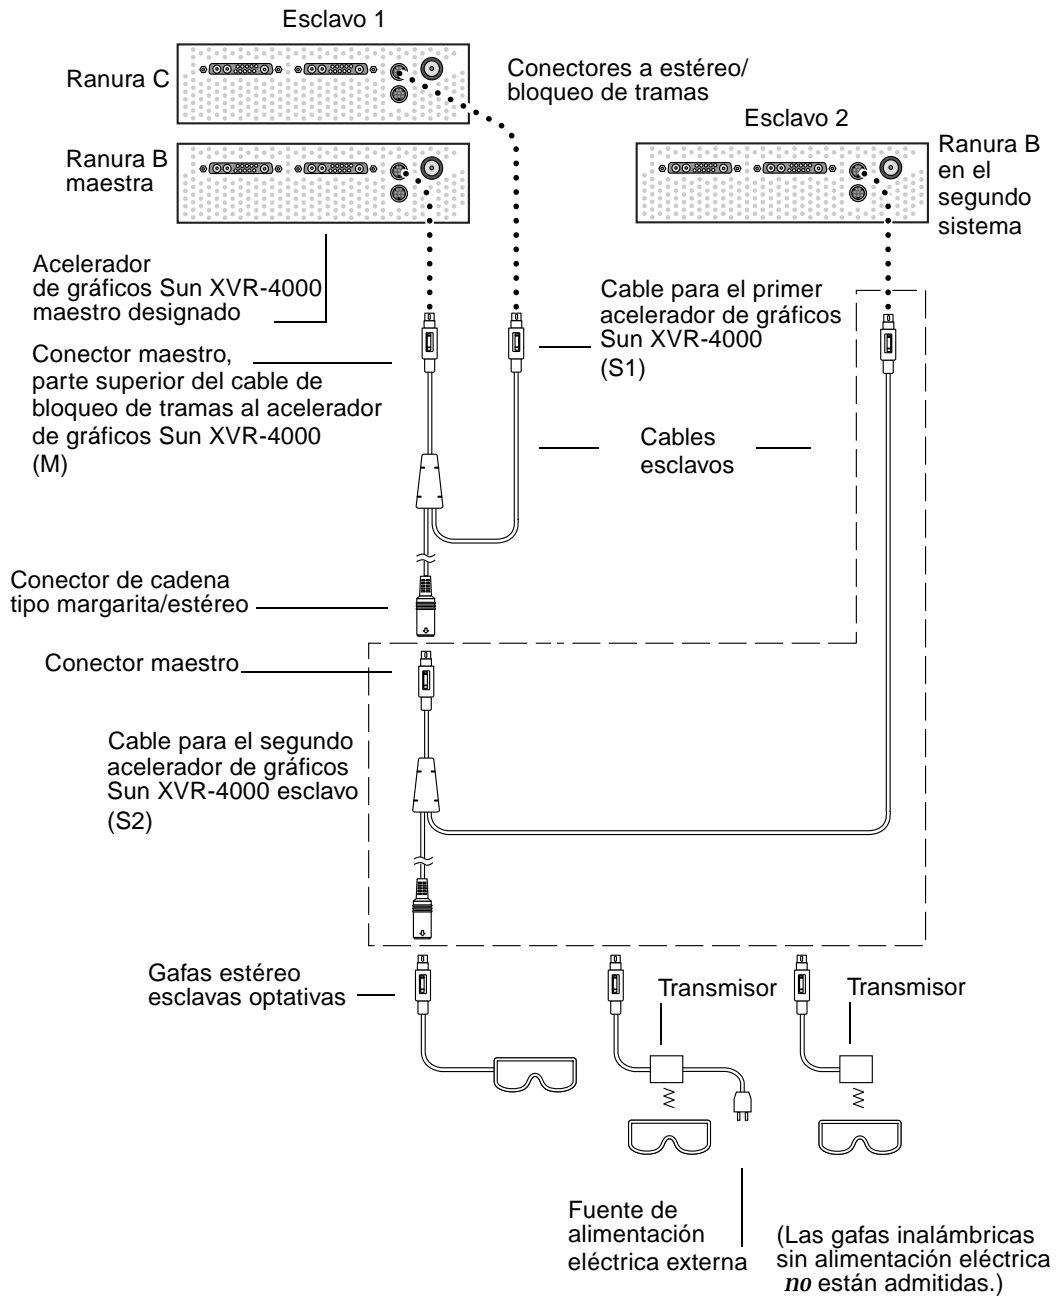 Esclavo 1
Ranura C
Conectores a estéreo/
bloqueo de tramas
Esclavo 2
Ranura B
maestra
Ranura B
en el
segundo
sistema
Acelerador
de gráficos Sun XVR-4000
maestro designado
Cable para el primer
acelerador de gráficos
Sun XVR-4000
(S1)
Conector maestro,
parte superior del cable de
bloqueo de tramas al acelerador
de gráficos Sun XVR-4000
(M)
Cables
esclavos
Conector de cadena
tipo margarita/estéreo
Conector maestro
Cable para el segundo
acelerador de gráficos
Sun XVR-4000 esclavo
(S2)
Gafas estéreo
esclavas optativas
Transmisor
Transmisor
Fuente de
alimentación
eléctrica externa
(Las gafas inalámbricas
sin alimentación eléctrica
no están admitidas.)